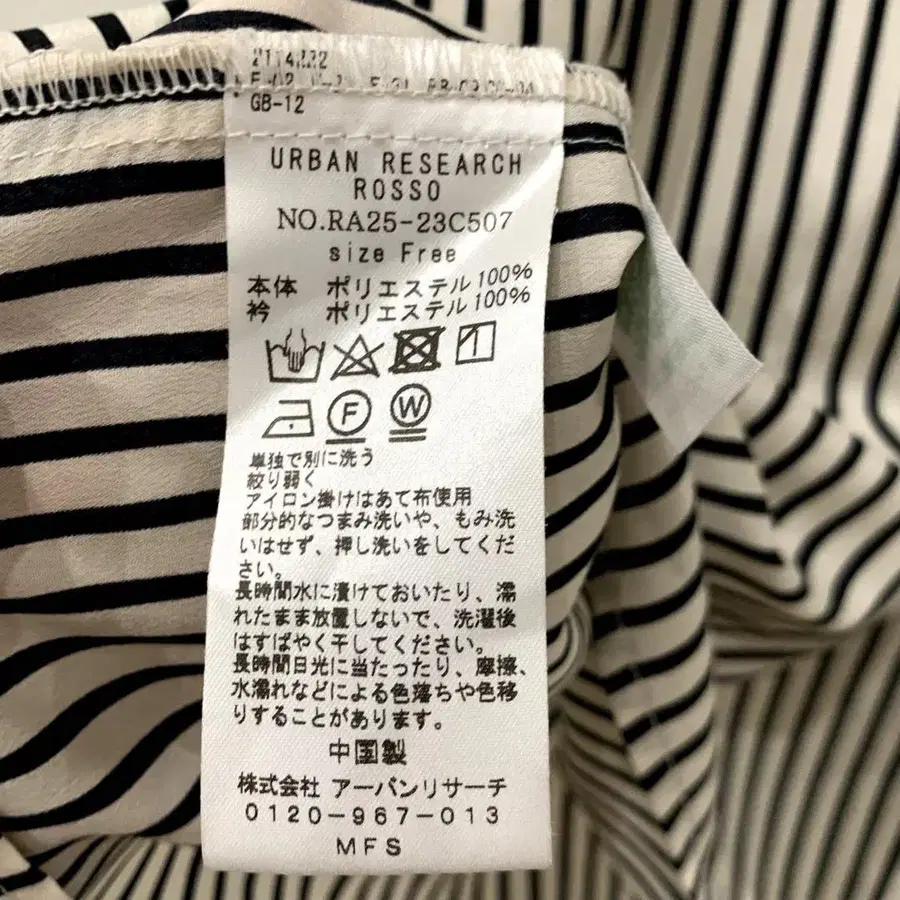 GB-12
URBAN RESEARCH
ROSSO
NO.RA25-23C507
size Free
本体 ポリエステル100%
衿 ポリエステル100%
F W
単独で別に洗う
絞り弱く
アイロン掛けはあて布使用
部分的なつまみ洗いや、もみ洗
いはせず、押し洗いをしてくだ
さい。
長時間水に漬けておいたり、濡
れたまま放置しないで、洗濯後
はすばやく干してください。
長時間日光に当たったり、摩擦、
水濡れなどによる色落ちや色移
りすることがあります。
中国製
株式会社 アーバンリサーチ
0120-967-013
MFS